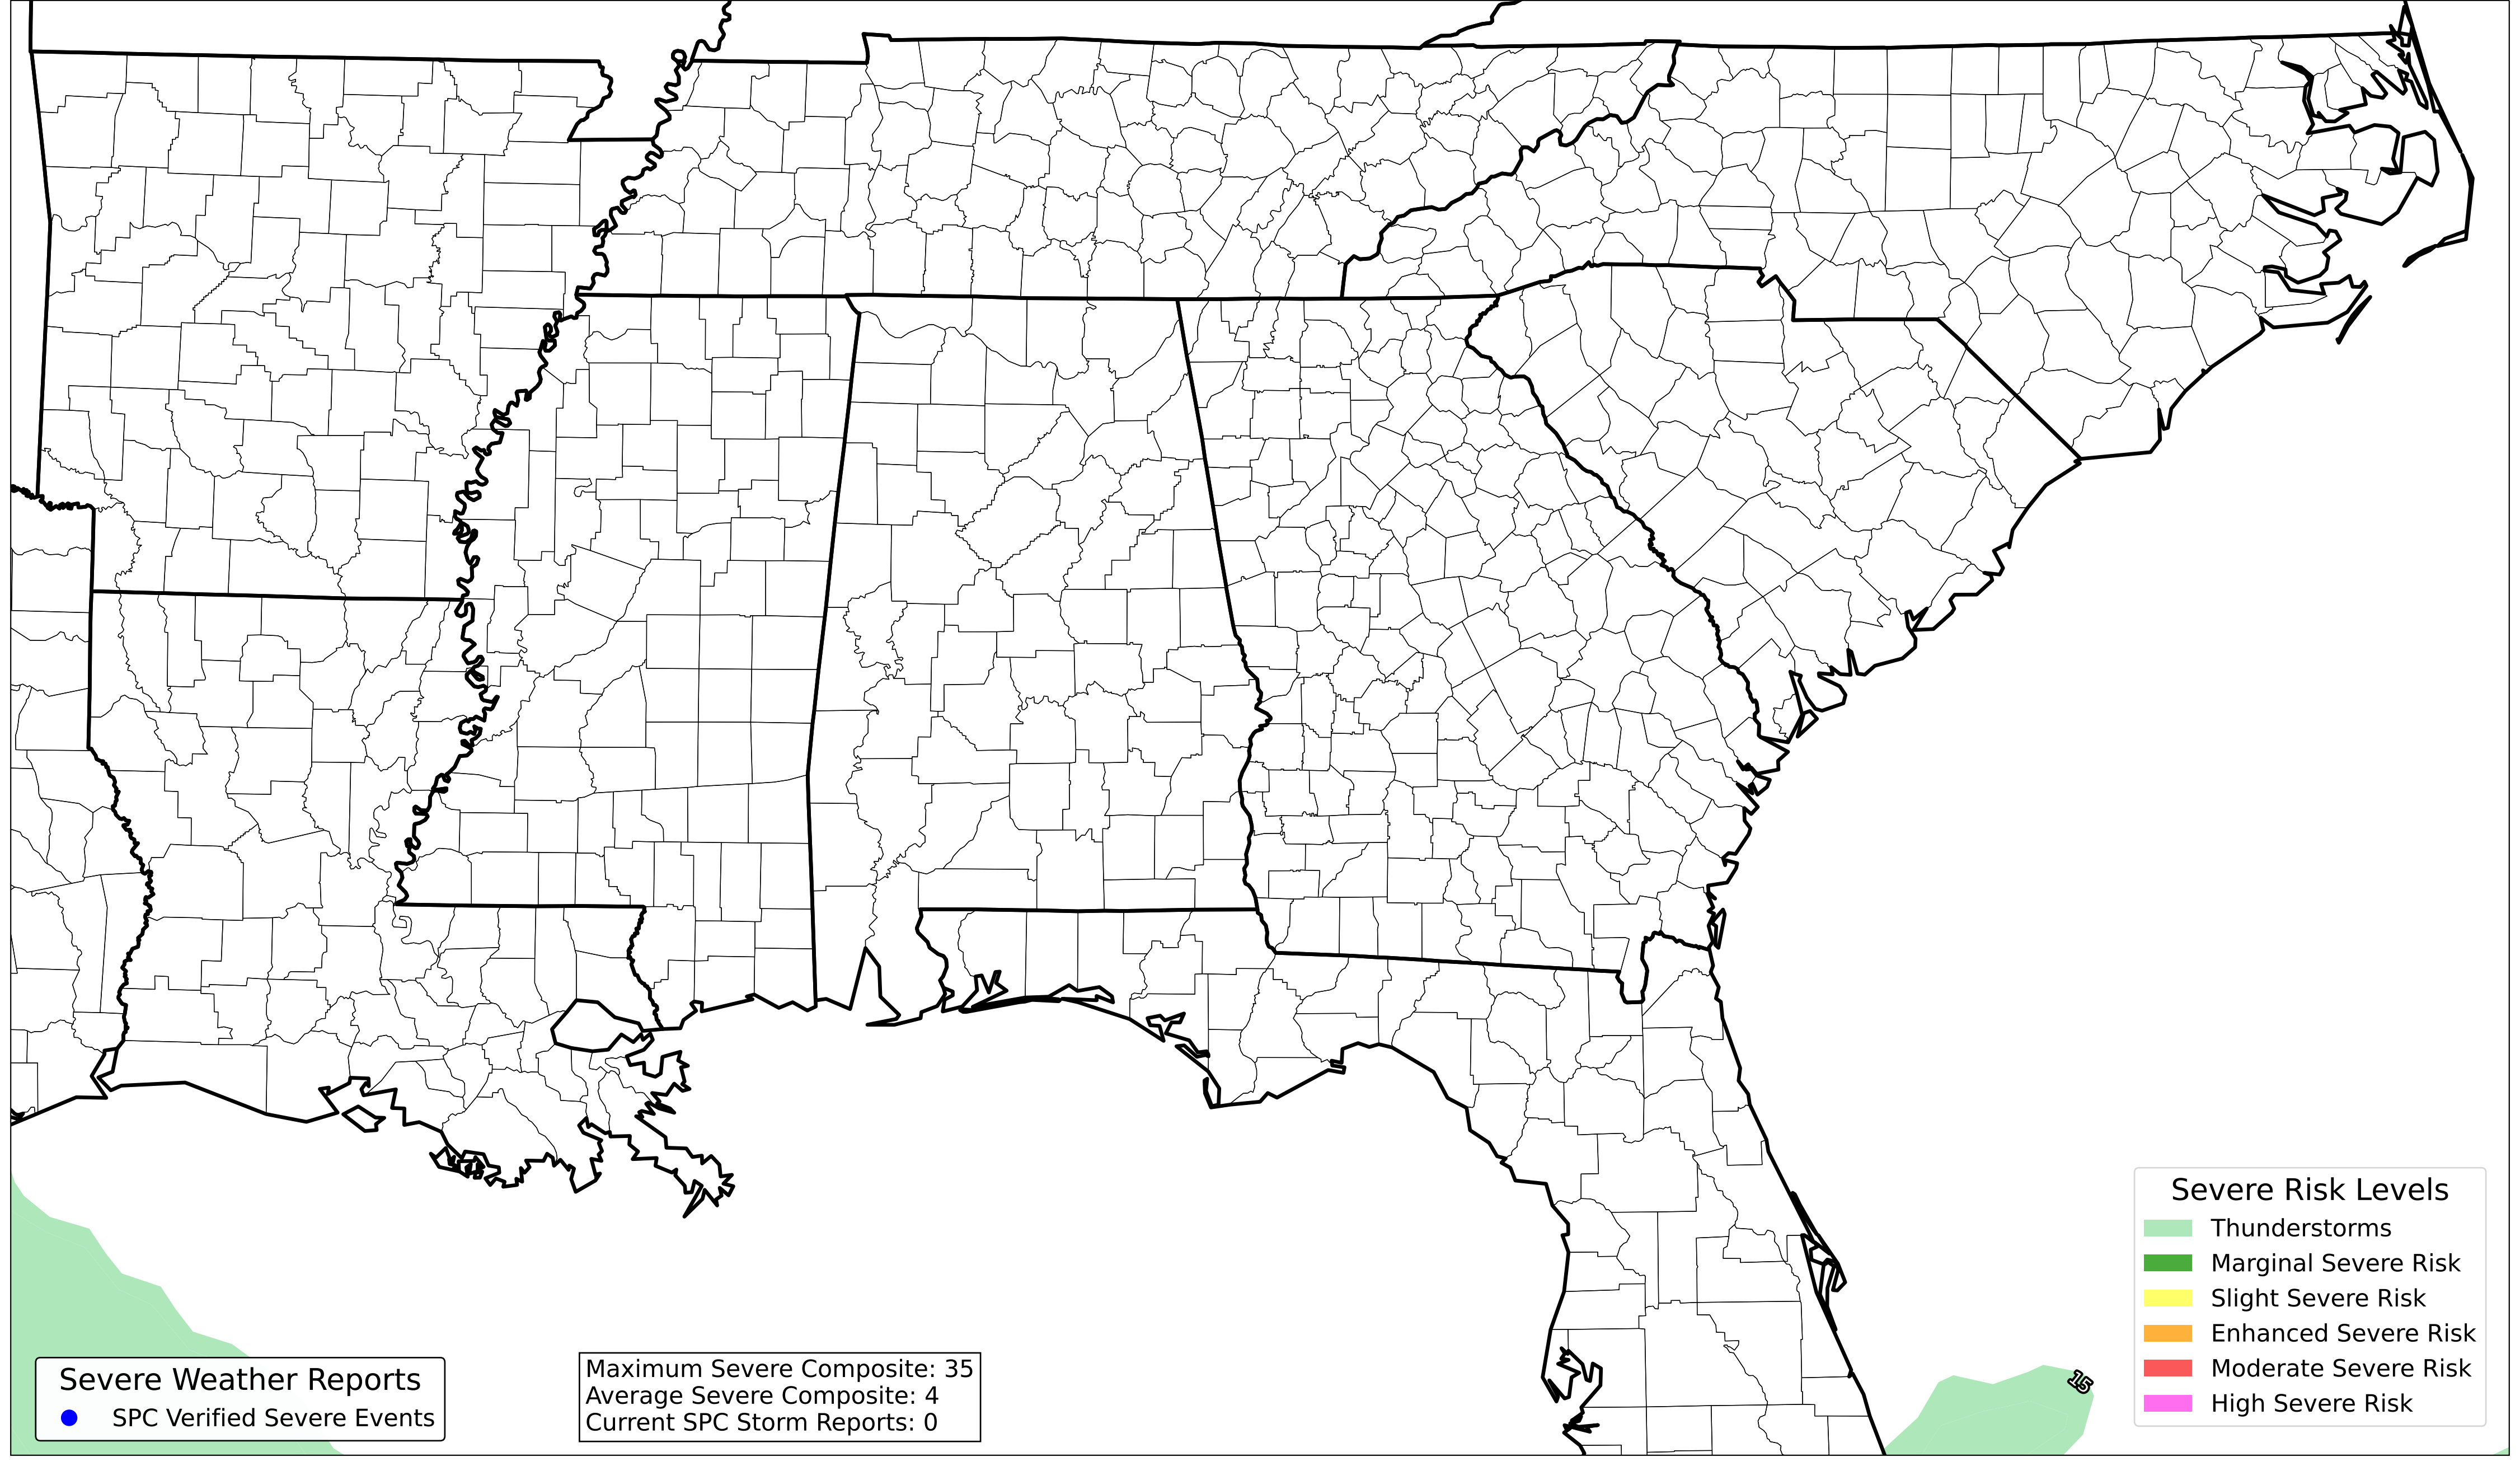 Severe Risk Levels
Thunderstorms
Marginal Severe Risk
Slight Severe Risk
Enhanced Severe Risk
Moderate Severe Risk
High Severe Risk
15
Severe Weather Reports
SPC Verified Severe Events
Maximum Severe Composite: 35
Average Severe Composite: 4
Current SPC Storm Reports: 0